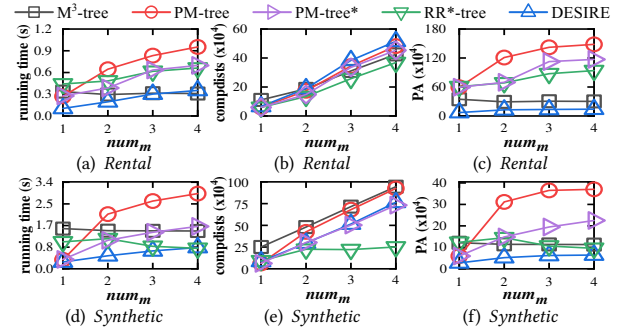 M³-tree PM-tree PM-tree* RR*-tree DESIRE
running time (s)
1.2
0.9
0.6
0.3
0.0
1 2 3 4
num_m
(a) Rental
compdists (x10⁴)
60
45
30
15
0
1 2 3 4
num_m
(b) Rental
PA (x10⁴)
180
120
60
0
1 2 3 4
num_m
(c) Rental
running time (s)
3.4
2.6
1.7
0.8
0.0
1 2 3 4
num_m
(d) Synthetic
compdists (x10⁴)
100
75
50
25
0
1 2 3 4
num_m
(e) Synthetic
PA (x10⁴)
40
30
20
10
0
1 2 3 4
num_m
(f) Synthetic